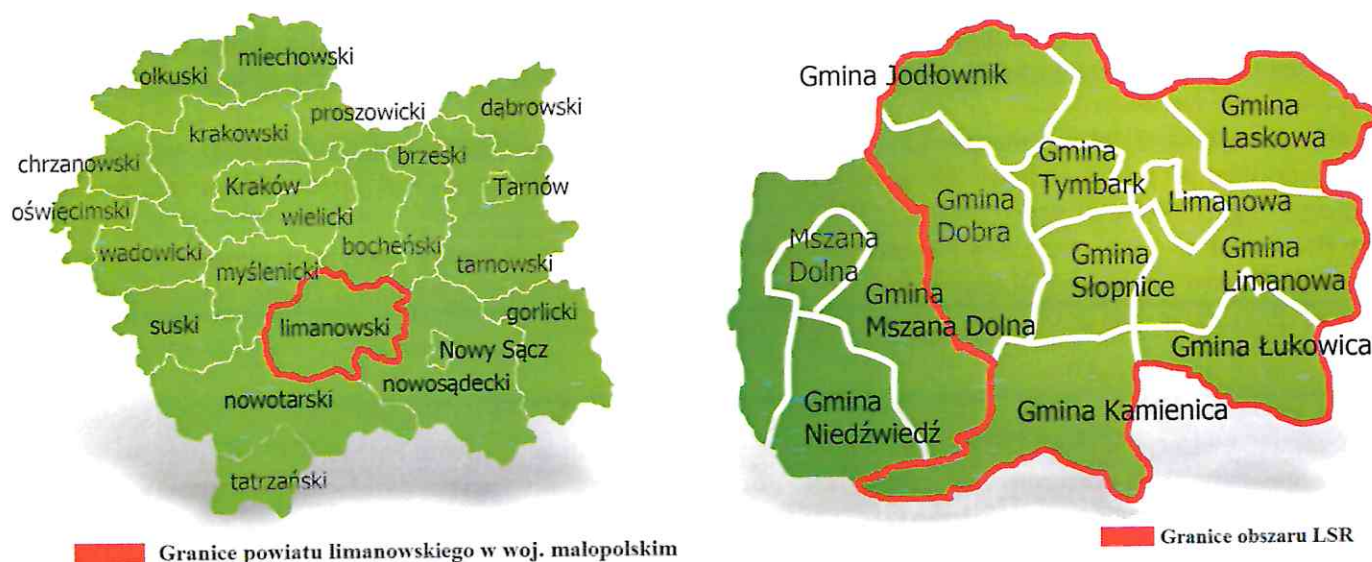 miechowski
olkuski
proszowicki
dąbrowski
krakowski
brzeski
chrzanowski
Kraków
Tarnów
oświęcimski
wielicki
wadowicki
bocheński
myślenicki
tarnowski
suski
limanowski
gorlicki
Nowy Sącz
nowosądecki
nowotarski
tatrzański
Granice powiatu limanowskiego w woj. małopolskim
Gmina Jodłownik
Gmina
Laskowa
Gmina
Tymbark
Limanowa
Gmina
Dobra
Mszana
Dolna
Gmina
Słopnice
Gmina
Limanowa
Gmina
Mszana Dolna
Gmina Łukowica
Gmina
Niedźwiedź
Gmina Kamienica
Granice obszaru LSR